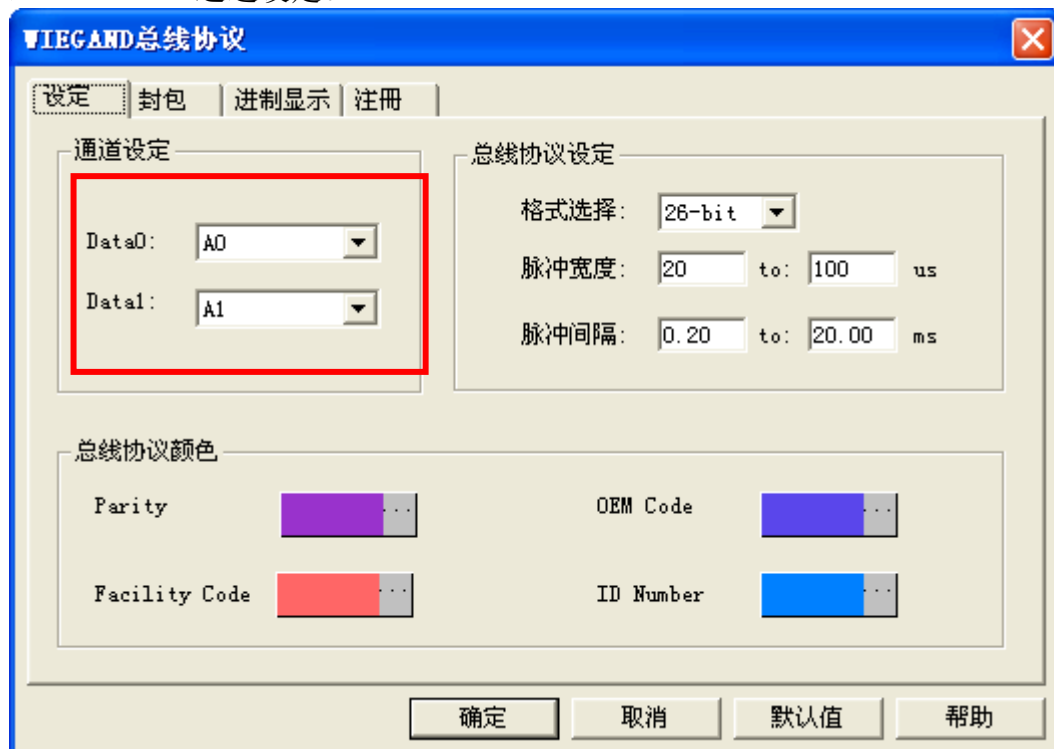 WIEGAND总线协议
设定 封包 进制显示 注册
通道设定
Data0: A0
Data1: A1
总线协议设定
格式选择: 26-bit
脉冲宽度: 20 to: 100 us
脉冲间隔: 0.20 to: 20.00 ms
总线协议颜色
Parity ... OEM Code ...
Facility Code ... ID Number ...
确定 取消 默认值 帮助